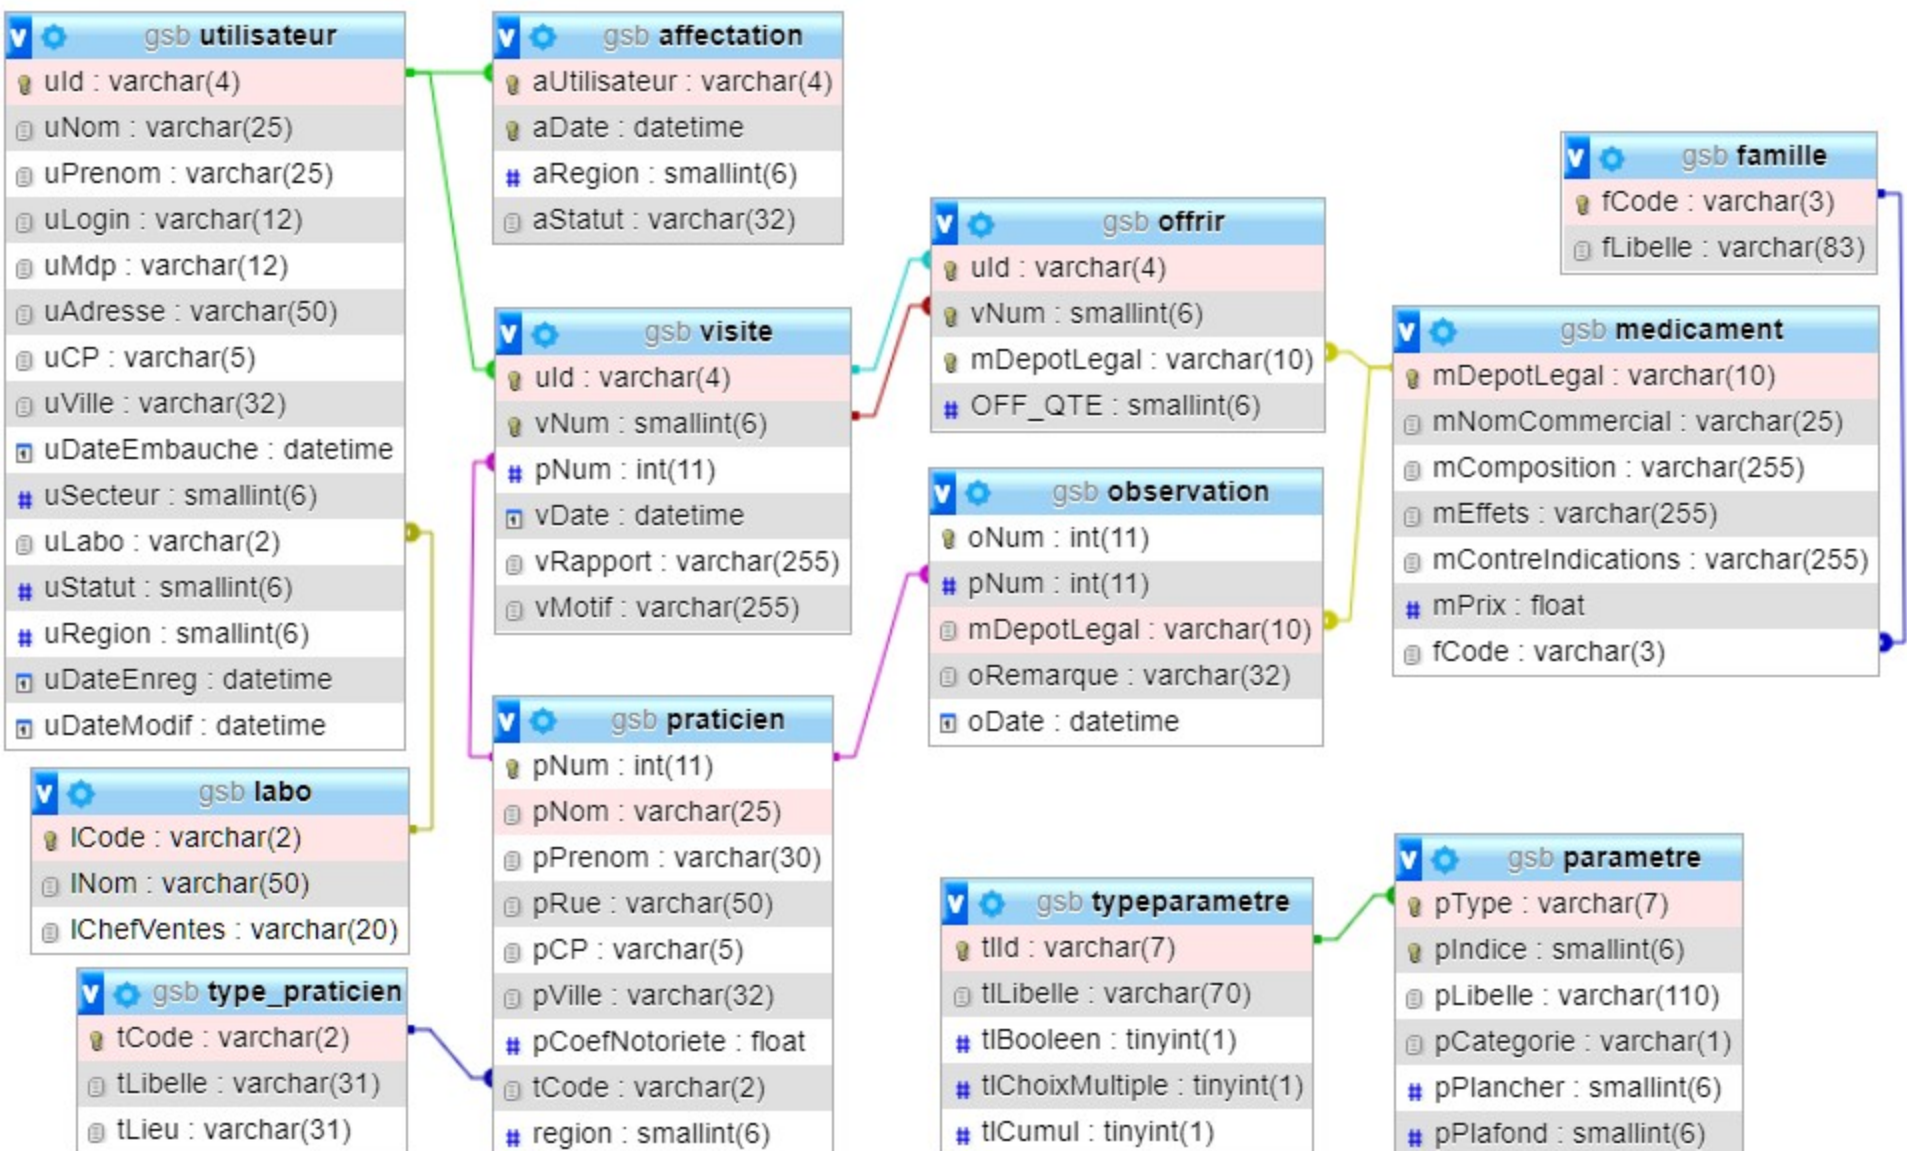 gsb utilisateur
uId : varchar(4)
uNom : varchar(25)
uPrenom : varchar(25)
uLogin : varchar(12)
uMdp : varchar(12)
uAdresse : varchar(50)
uCP : varchar(5)
uVille : varchar(32)
uDateEmbauche : datetime
# uSecteur : smallint(6)
uLabo : varchar(2)
# uStatut : smallint(6)
# uRegion : smallint(6)
uDateEnreg : datetime
uDateModif : datetime
gsb labo
lCode : varchar(2)
lNom : varchar(50)
lChefVentes : varchar(20)
gsb type_praticien
tCode : varchar(2)
tLibelle : varchar(31)
tLieu : varchar(31)
gsb affectation
aUtilisateur : varchar(4)
aDate : datetime
# aRegion : smallint(6)
aStatut : varchar(32)
gsb visite
uId : varchar(4)
vNum : smallint(6)
# pNum : int(11)
vDate : datetime
vRapport : varchar(255)
vMotif : varchar(255)
gsb praticien
pNum : int(11)
pNom : varchar(25)
pPrenom : varchar(30)
pRue : varchar(50)
pCP : varchar(5)
pVille : varchar(32)
# pCoefNotoriete : float
tCode : varchar(2)
# region : smallint(6)
gsb offrir
uId : varchar(4)
vNum : smallint(6)
mDepotLegal : varchar(10)
# OFF_QTE : smallint(6)
gsb observation
oNum : int(11)
# pNum : int(11)
mDepotLegal : varchar(10)
oRemarque : varchar(32)
oDate : datetime
gsb typeparametre
tlId : varchar(7)
tlLibelle : varchar(70)
# tlBooleen : tinyint(1)
# tlChoixMultiple : tinyint(1)
# tlCumul : tinyint(1)
gsb famille
fCode : varchar(3)
fLibelle : varchar(83)
gsb medicament
mDepotLegal : varchar(10)
mNomCommercial : varchar(25)
mComposition : varchar(255)
mEffets : varchar(255)
mContreIndications : varchar(255)
# mPrix : float
fCode : varchar(3)
gsb parametre
pType : varchar(7)
pIndice : smallint(6)
pLibelle : varchar(110)
pCategorie : varchar(1)
# pPlancher : smallint(6)
# pPlafond : smallint(6)